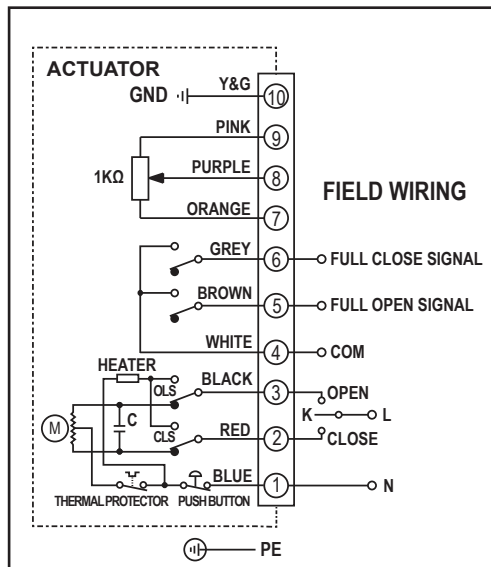 ACTUATOR
GND
Y&G
10
PINK
9
1KΩ
PURPLE
8
ORANGE
7
FIELD WIRING
GREY
6
FULL CLOSE SIGNAL
BROWN
5
FULL OPEN SIGNAL
WHITE
4
COM
HEATER
OLS
BLACK
3
OPEN
K
L
M
C
CLS
RED
2
CLOSE
BLUE
1
N
THERMAL PROTECTOR
PUSH BUTTON
PE